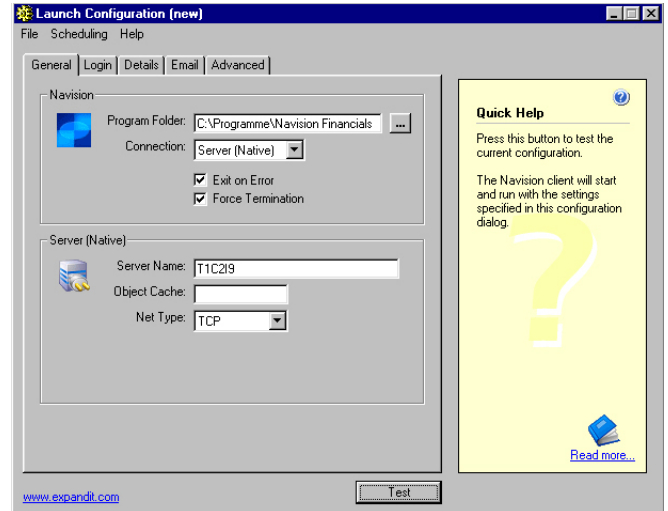 Launch Configuration (new)
File Scheduling Help
General Login Details Email Advanced
Navision
Program Folder: C:\Programme\Navision Financials ...
Connection: Server (Native)
Exit on Error
Force Termination
Server (Native)
Server Name: T1C2I9
Object Cache:
Net Type: TCP
Quick Help
Press this button to test the
current configuration.
The Navision client will start
and run with the settings
specified in this configuration
dialog.
Read more...
www.expandit.com
Test